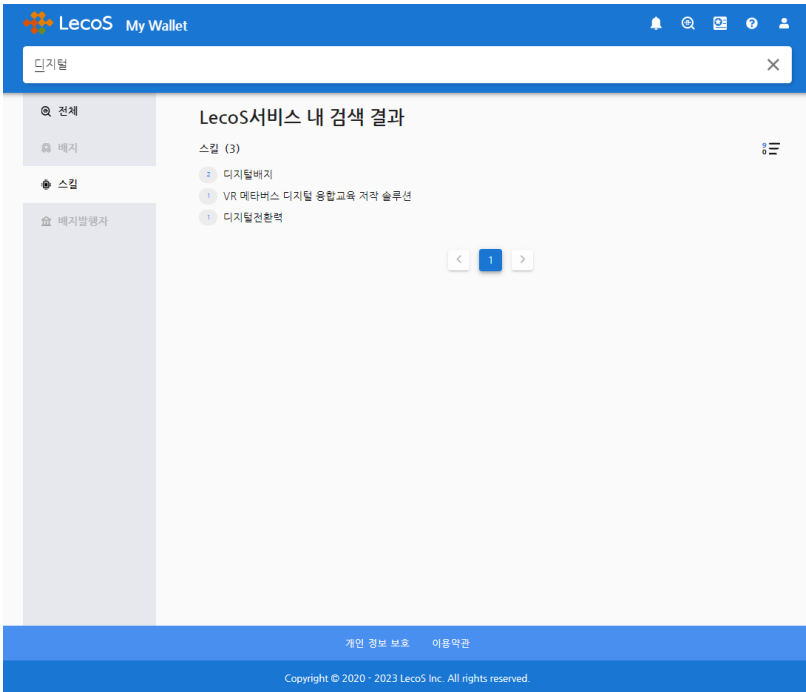 LecoS My Wallet
디지털
전체
배지
스킬
배지발행자
LecoS서비스 내 검색 결과
스킬 (3)
2 디지털배지
1 VR 메타버스 디지털 융합교육 저작 솔루션
1 디지털전환력
1
개인 정보 보호 이용약관
Copyright © 2020 - 2023 LecoS Inc. All rights reserved.